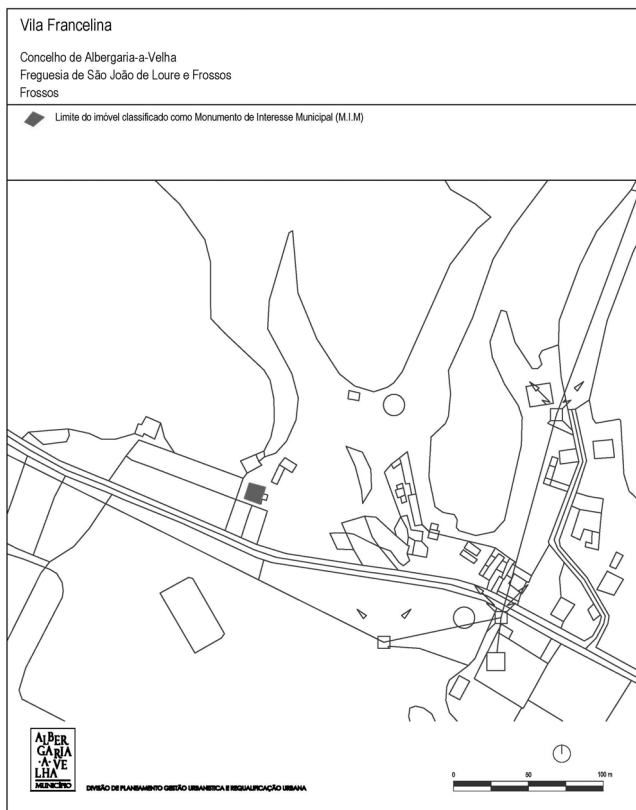 Vila Francelina
Concelho de Albergaria-a-Velha
Freguesia de São João de Loure e Frossos
Frossos
Limite do imóvel classificado como Monumento de Interesse Municipal (M.I.M)
ALBER
GARIA
·A·VE
LHA
MUNICÍPIO
DIVISÃO DE PLANEAMENTO GESTÃO URBANISTICA E REQUALIFICAÇÃO URBANA
0 50 100 m